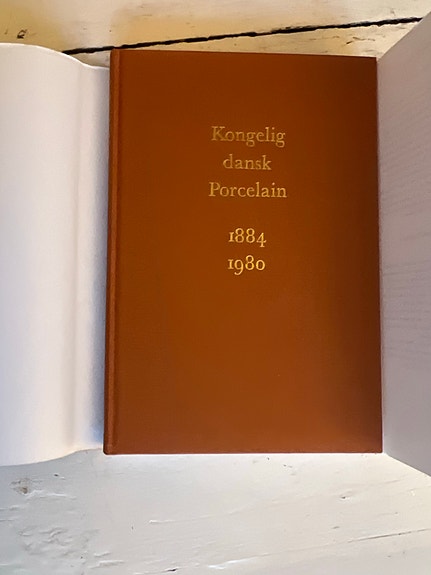 Kongelig
dansk
Porcelain
1884
1980